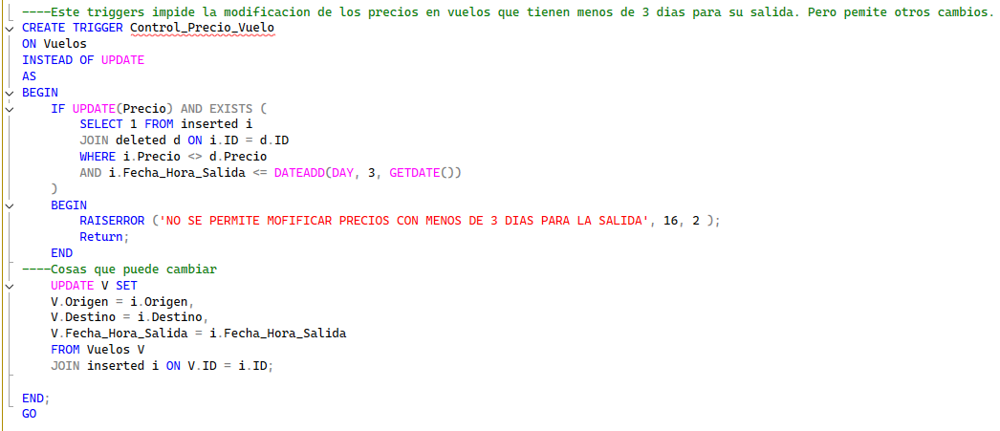 ----Este triggers impide la modificacion de los precios en vuelos que tienen menos de 3 dias para su salida. Pero pemite otros cambios.
CREATE TRIGGER Control_Precio_Vuelo
ON Vuelos
INSTEAD OF UPDATE
AS
BEGIN
    IF UPDATE(Precio) AND EXISTS (
        SELECT 1 FROM inserted i
        JOIN deleted d ON i.ID = d.ID
        WHERE i.Precio <> d.Precio
        AND i.Fecha_Hora_Salida <= DATEADD(DAY, 3, GETDATE())
    )
    BEGIN
        RAISERROR ('NO SE PERMITE MOFIFICAR PRECIOS CON MENOS DE 3 DIAS PARA LA SALIDA', 16, 2 );
        Return;
    END
----Cosas que puede cambiar
    UPDATE V SET
    V.Origen = i.Origen,
    V.Destino = i.Destino,
    V.Fecha_Hora_Salida = i.Fecha_Hora_Salida
    FROM Vuelos V
    JOIN inserted i ON V.ID = i.ID;
END;
GO